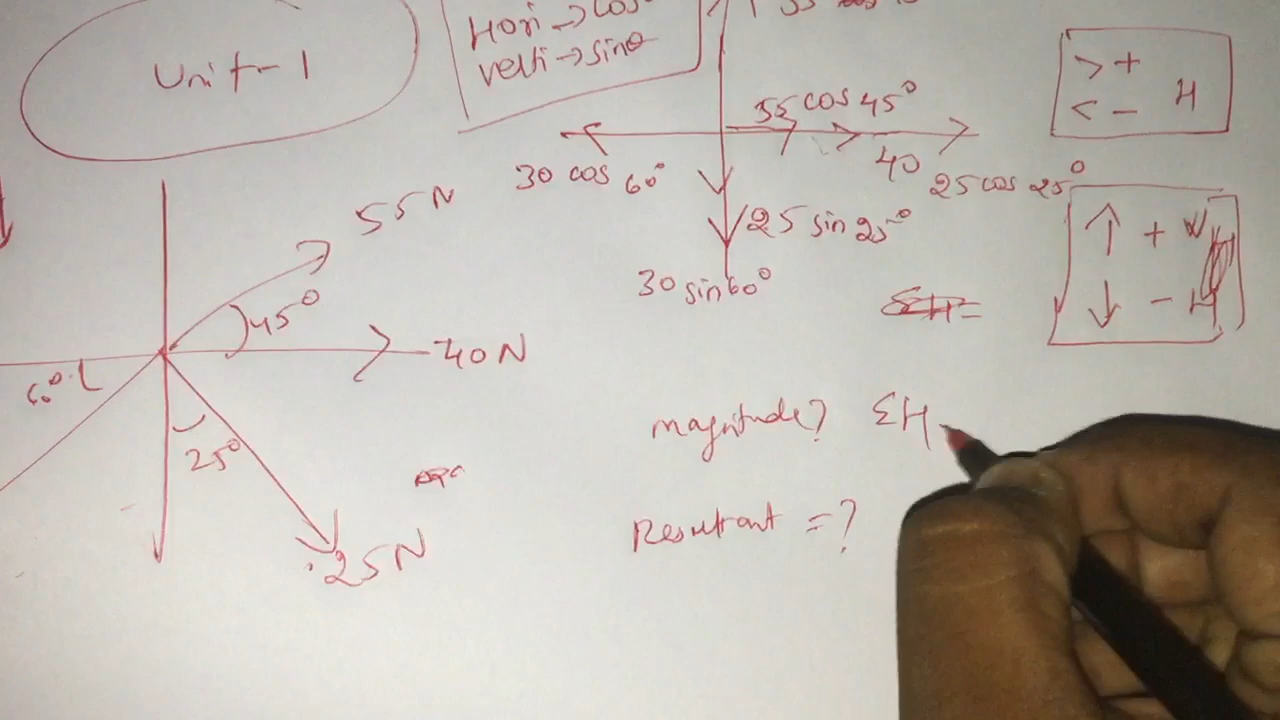 Hori → cos
verti → sinθ
Unit - 1
55 cos 45°
40
25 cos 25°
30 cos 60°
25 sin 25°
30 sin 60°
> +
< -
H
↑ +
↓ -
55 N
45°
40 N
60°
25°
25 N
magnitude? ΣH
Resultant = ?